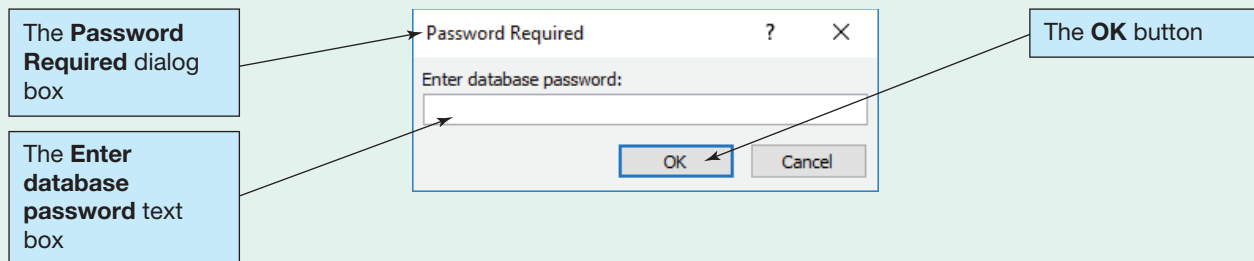 The Password
Required dialog
box
Password Required ? X
The OK button
Enter database password:
The Enter
database
password text
box
OK Cancel